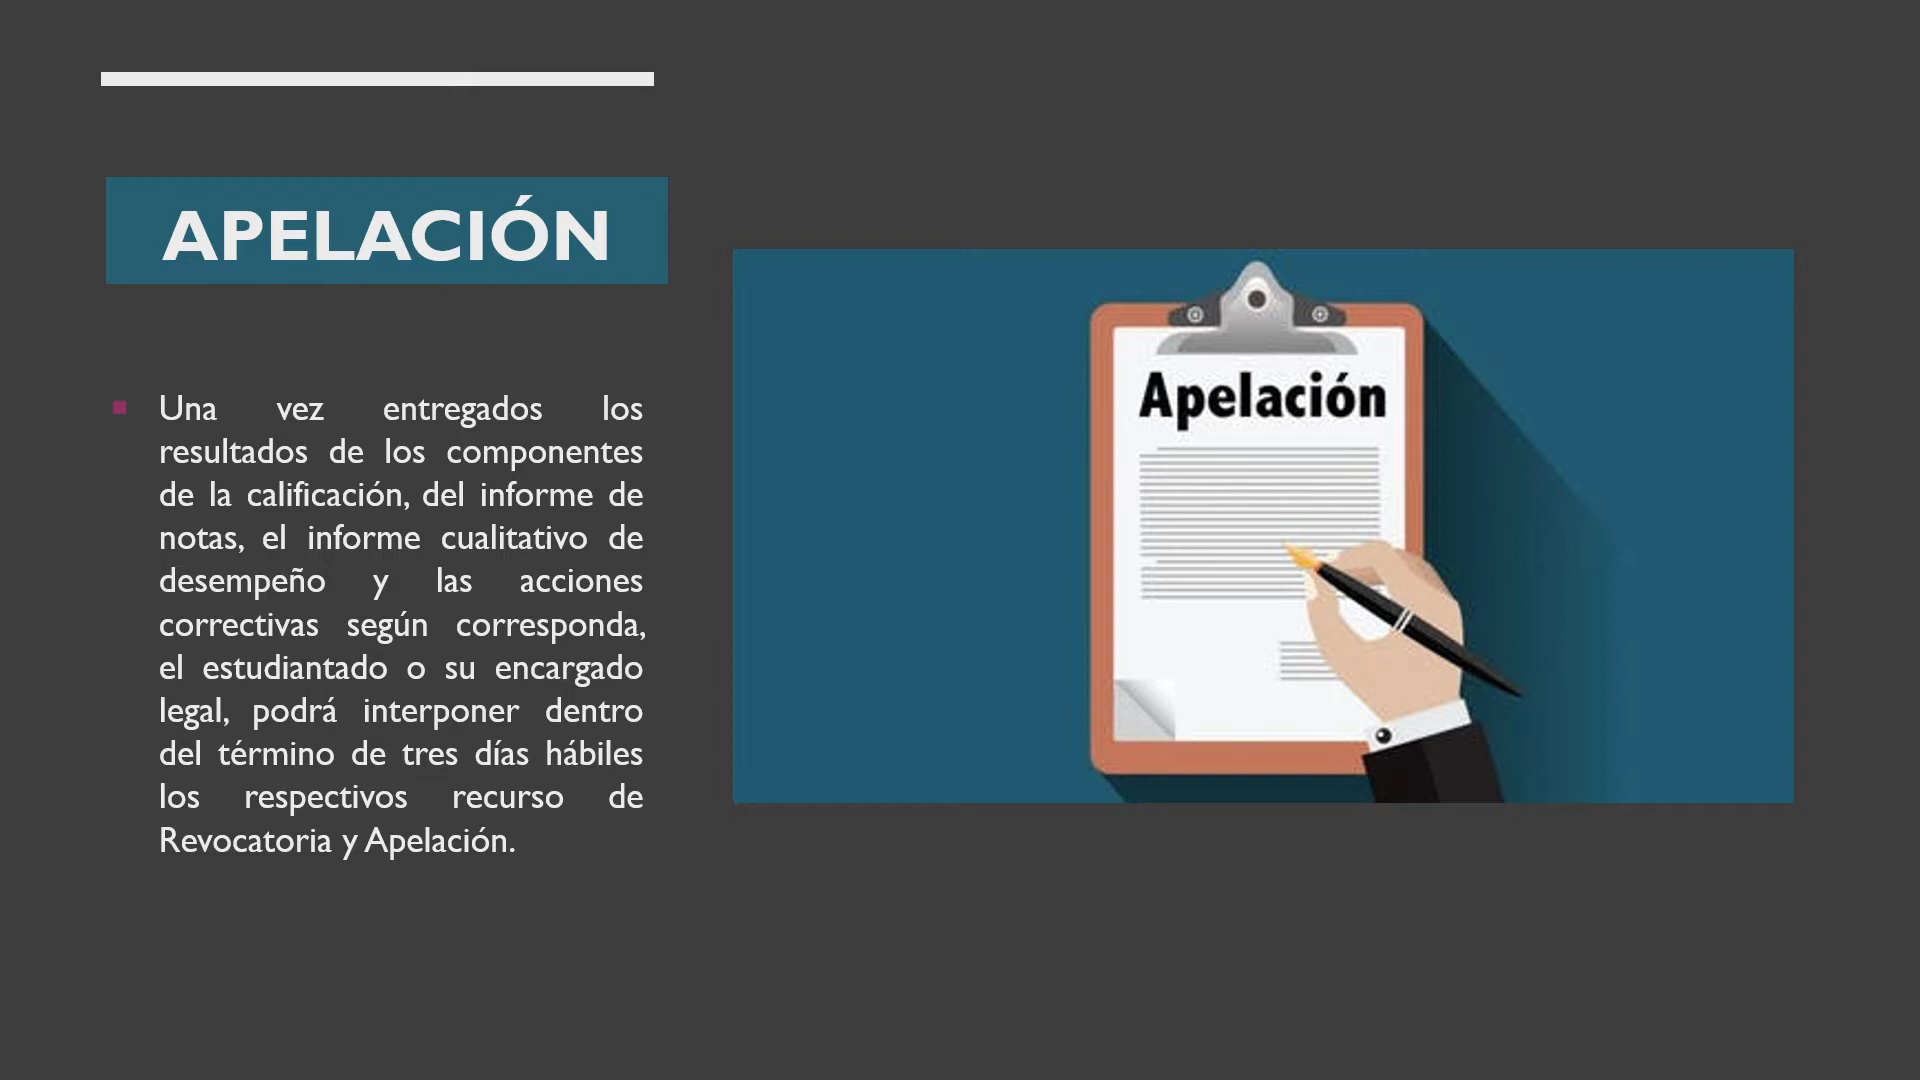 APELACIÓN
Una vez entregados los
resultados de los componentes
de la calificación, del informe de
notas, el informe cualitativo de
desempeño y las acciones
correctivas según corresponda,
el estudiantado o su encargado
legal, podrá interponer dentro
del término de tres días hábiles
los respectivos recurso de
Revocatoria y Apelación.
Apelación